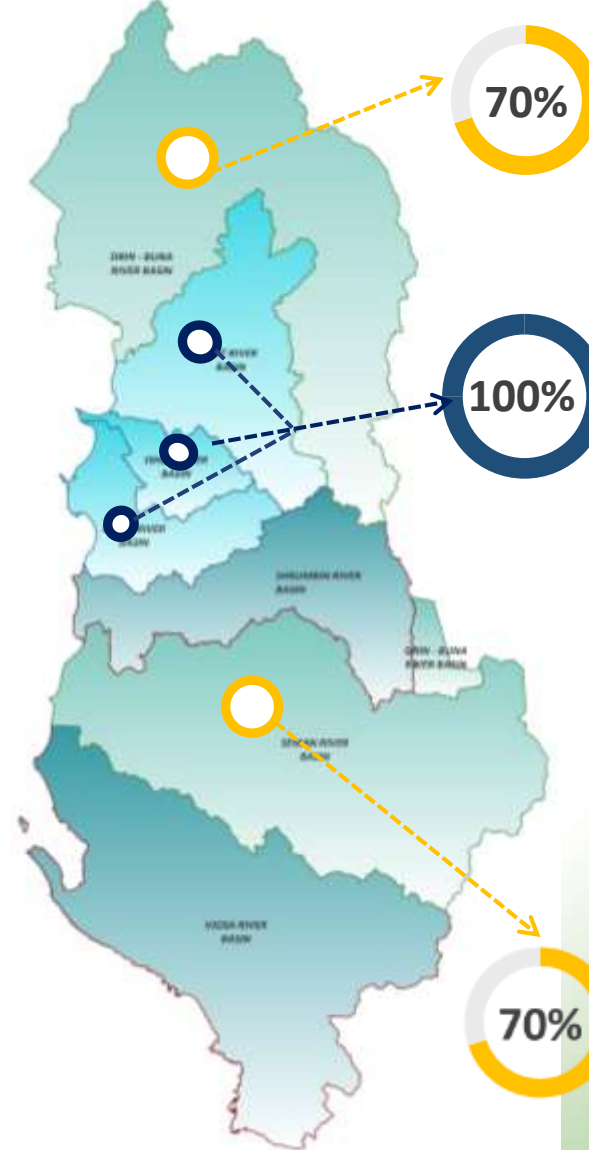 70%
DRIN - BUNA
RIVER BASIN
RIVER
BASIN
100%
BASIN
RIVER
BASIN
SHKUMBIN RIVER
BASIN
DRIN - BUNA
RIVER BASIN
SEMAN RIVER
BASIN
VJOSA RIVER
BASIN
70%